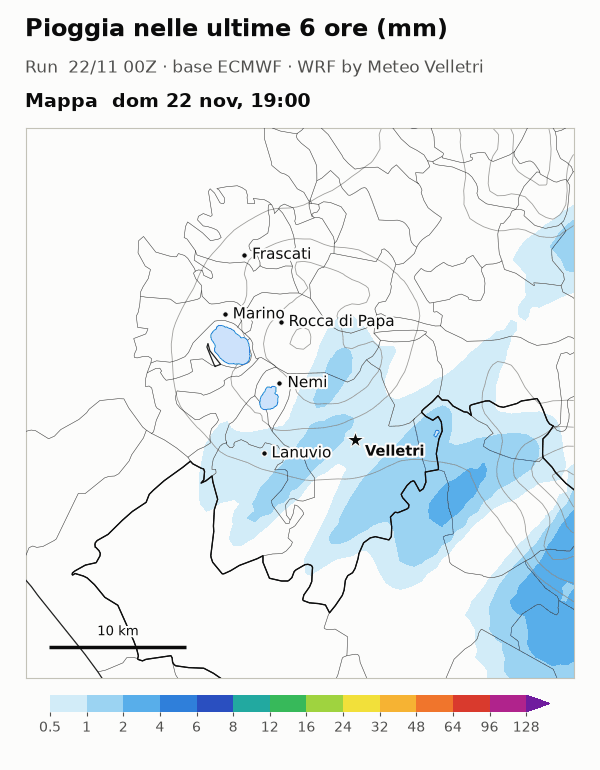 Pioggia nelle ultime 6 ore (mm)
Run  22/11 00Z · base ECMWF · WRF by Meteo Velletri
Mappa  dom 22 nov, 19:00
Frascati
Marino
Rocca di Papa
Nemi
Lanuvio
Velletri
10 km
0.5 1 2 4 6 8 12 16 24 32 48 64 96 128